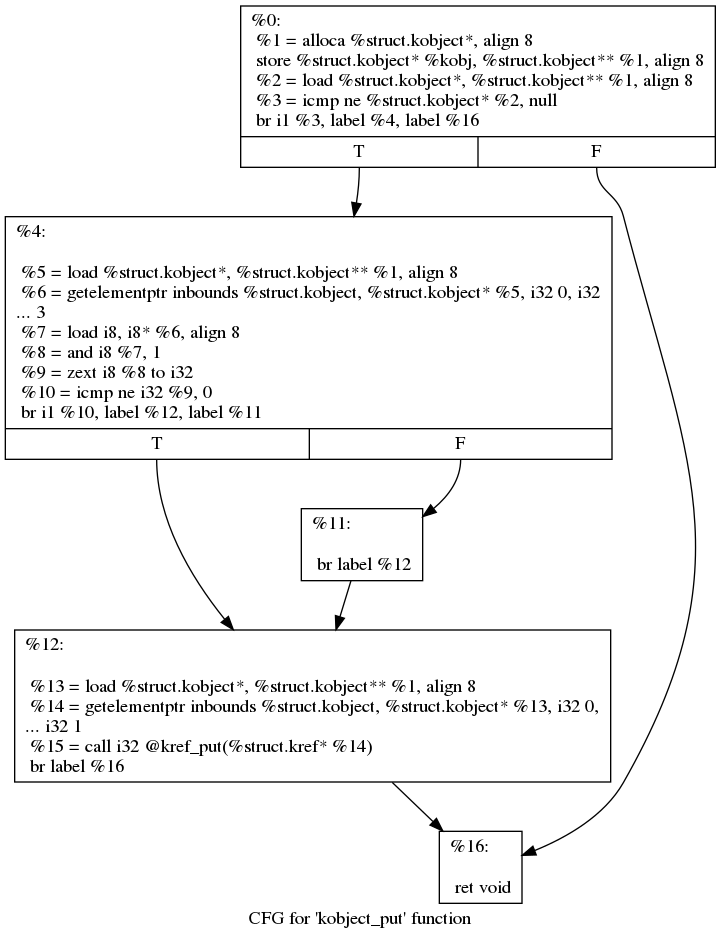 %0:
%1 = alloca %struct.kobject*, align 8
store %struct.kobject* %kobj, %struct.kobject** %1, align 8
%2 = load %struct.kobject*, %struct.kobject** %1, align 8
%3 = icmp ne %struct.kobject* %2, null
br i1 %3, label %4, label %16
T
F
%4:
%5 = load %struct.kobject*, %struct.kobject** %1, align 8
%6 = getelementptr inbounds %struct.kobject, %struct.kobject* %5, i32 0, i32
... 3
%7 = load i8, i8* %6, align 8
%8 = and i8 %7, 1
%9 = zext i8 %8 to i32
%10 = icmp ne i32 %9, 0
br i1 %10, label %12, label %11
T
F
%11:
br label %12
%12:
%13 = load %struct.kobject*, %struct.kobject** %1, align 8
%14 = getelementptr inbounds %struct.kobject, %struct.kobject* %13, i32 0,
... i32 1
%15 = call i32 @kref_put(%struct.kref* %14)
br label %16
%16:
ret void
CFG for 'kobject_put' function